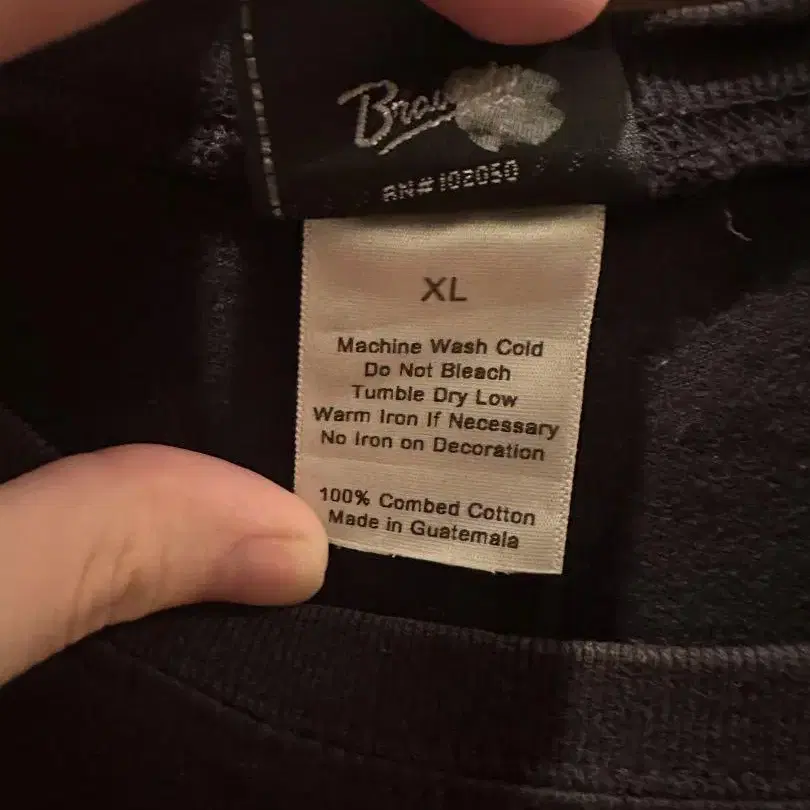 RN#102050
XL
Machine Wash Cold
Do Not Bleach
Tumble Dry Low
Warm Iron If Necessary
No Iron on Decoration
100% Combed Cotton
Made in Guatemala